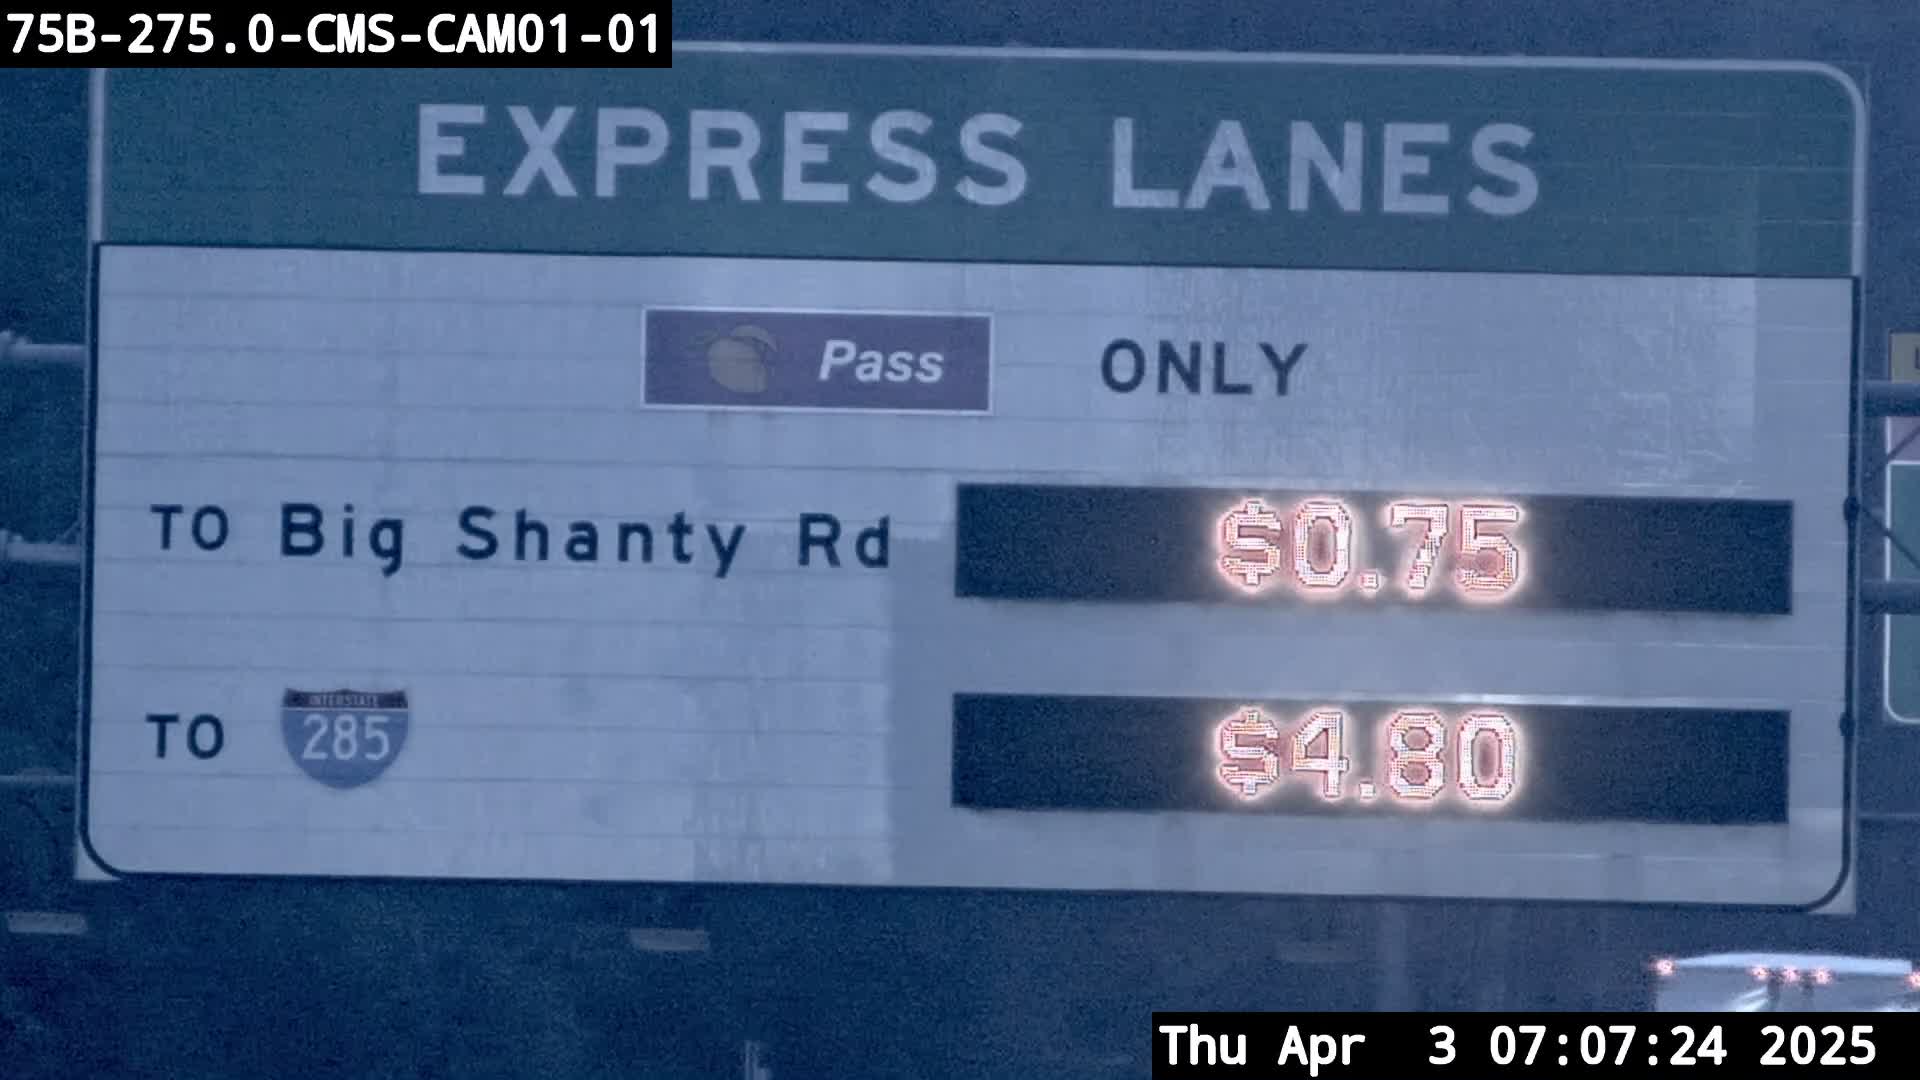 75B-275.0-CMS-CAM01-01
EXPRESS LANES
Pass ONLY
TO Big Shanty Rd $0.75
INTERSTATE
TO 285 $4.80
Thu Apr 3 07:07:24 2025